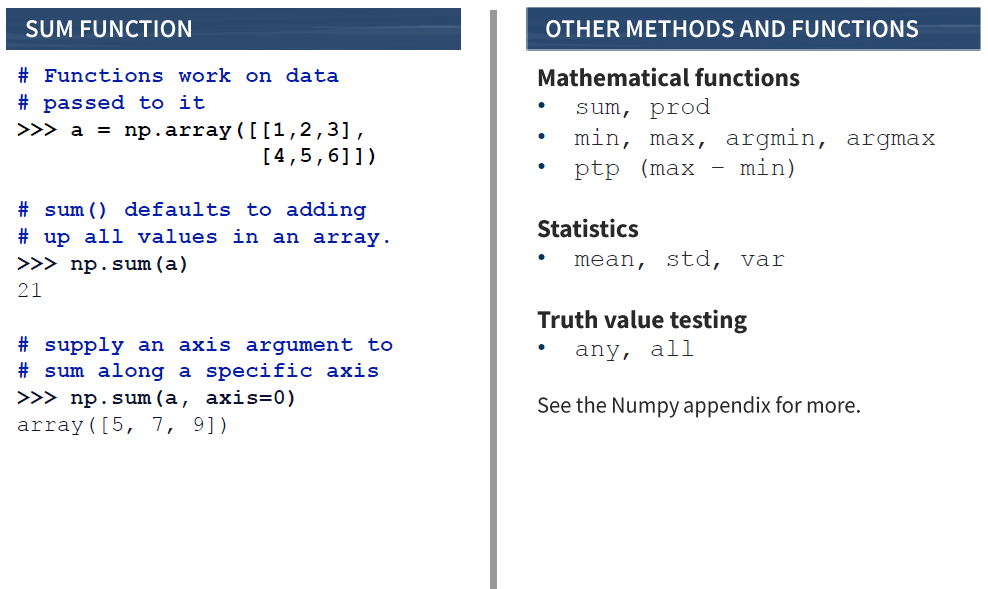 SUM FUNCTION
# Functions work on data
# passed to it
>>> a = np.array([[1,2,3],
[4,5,6]])
# sum() defaults to adding
# up all values in an array.
>>> np.sum(a)
21
# supply an axis argument to
# sum along a specific axis
>>> np.sum(a, axis=0)
array([5, 7, 9])
OTHER METHODS AND FUNCTIONS
Mathematical functions
• sum, prod
• min, max, argmin, argmax
• ptp (max – min)
Statistics
• mean, std, var
Truth value testing
• any, all
See the Numpy appendix for more.